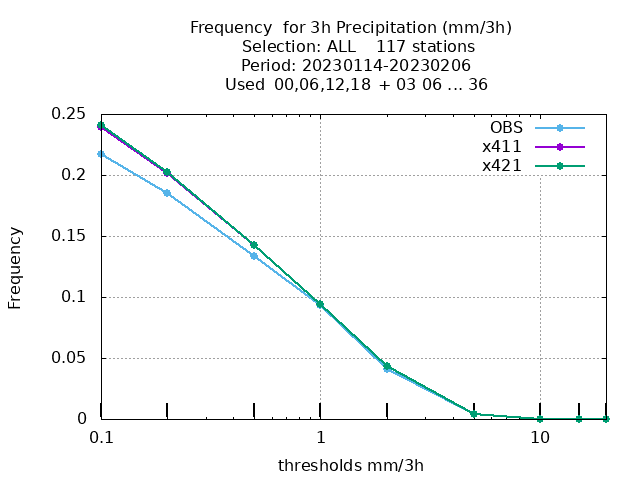 Frequency  for 3h Precipitation (mm/3h)
Selection: ALL    117 stations
Period: 20230114-20230206
Used  00,06,12,18 + 03 06 ... 36
0.25
OBS
x411
x421
0.2
0.15
Frequency
0.1
0.05
0
0.1
1
10
thresholds mm/3h